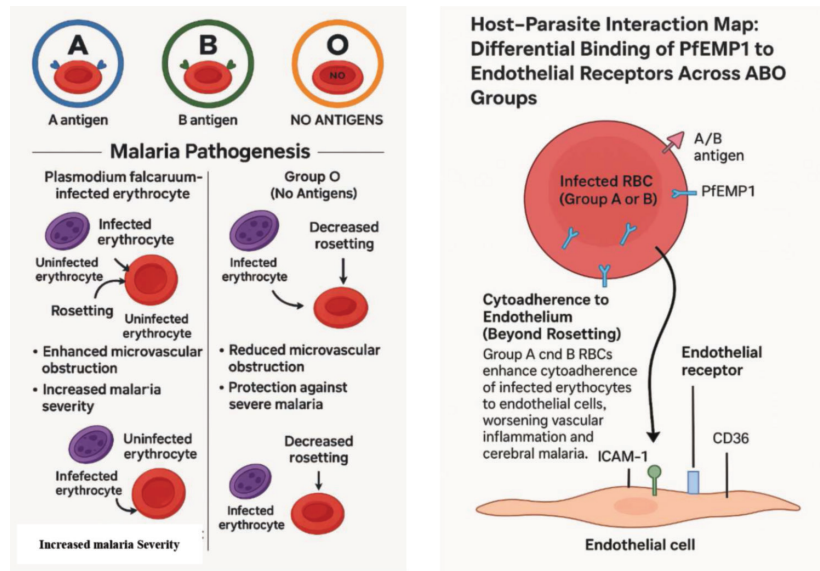 A
B
O
NO
A antigen
B antigen
NO ANTIGENS
Malaria Pathogenesis
Plasmodium falcaruum-
infected erythrocyte
Infected
erythrocyte
Uninfected
erythrocyte
Rosetting
Uninfected
erythrocyte
• Enhanced microvascular
obstruction
• Increased malaria
severity
Uninfected
erythrocyte
Infefected
erythrocyte
Increased malaria Severity
Group O
(No Antigens)
Decreased
rosetting
Infected
erythrocyte
• Reduced microvascular
obstruction
• Protection against
severe malaria
Decreased
rosetting
Infected
erythrocyte
Host–Parasite Interaction Map:
Differential Binding of PfEMP1 to
Endothelial Receptors Across ABO
Groups
A/B
antigen
Infected RBC
(Group A or B)
PfEMP1
Cytoadherence to
Endothelium
(Beyond Rosetting)
Group A cnd B RBCs
enhance cytoadherence
of infected erythocytes
to endothelial cells,
worsening vascular
inflammation and
cerebral malaria.
Endothelial
receptor
ICAM-1
CD36
Endothelial cell